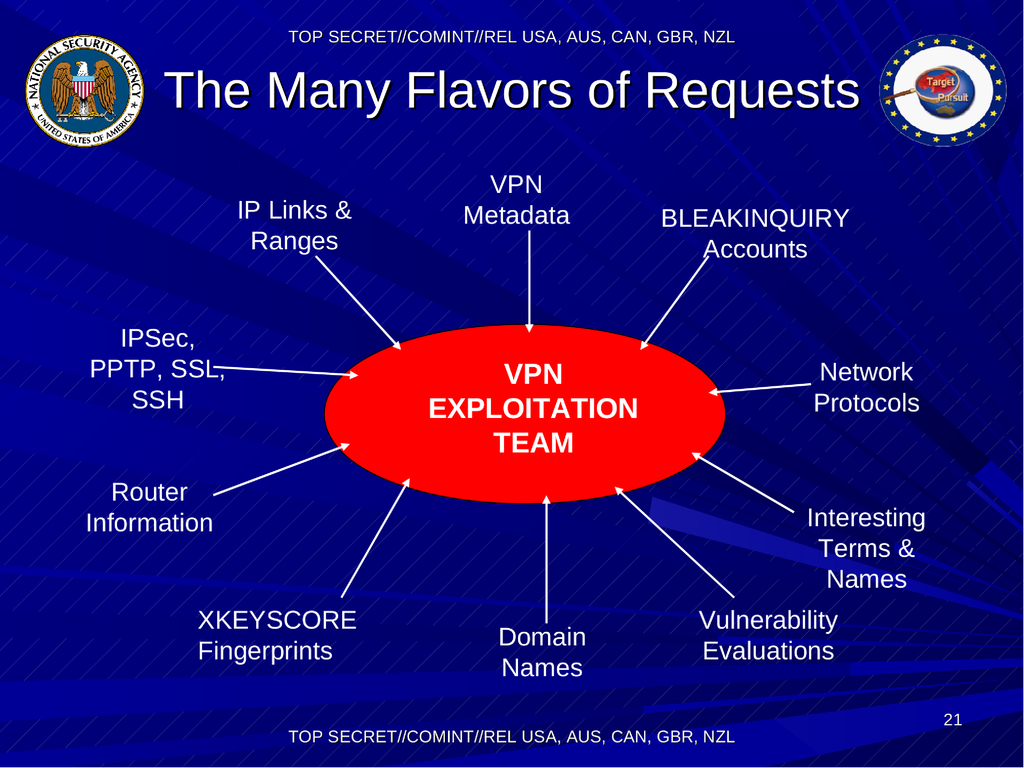 TOP SECRET//COMINT//REL USA, AUS, CAN, GBR, NZL
NATIONAL SECURITY AGENCY
UNITED STATES OF AMERICA
The Many Flavors of Requests
Target
Pursuit
VPN
Metadata
IP Links &
Ranges
BLEAKINQUIRY
Accounts
IPSec,
PPTP, SSL,
SSH
VPN
EXPLOITATION
TEAM
Network
Protocols
Router
Information
Interesting
Terms &
Names
XKEYSCORE
Fingerprints
Domain
Names
Vulnerability
Evaluations
21
TOP SECRET//COMINT//REL USA, AUS, CAN, GBR, NZL